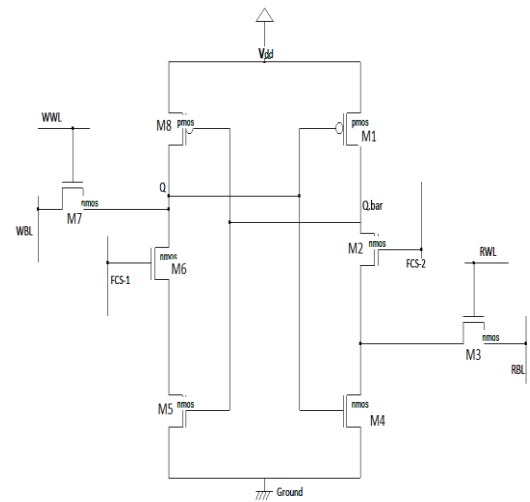 Vdd
M8 pmos
pmos M1
WWL
Q
Q.bar
nmos
M7
WBL
M2 nmos
nmos
M6
FCS-1
FCS-2
RWL
nmos
M3
RBL
M5 nmos
nmos
M4
Ground